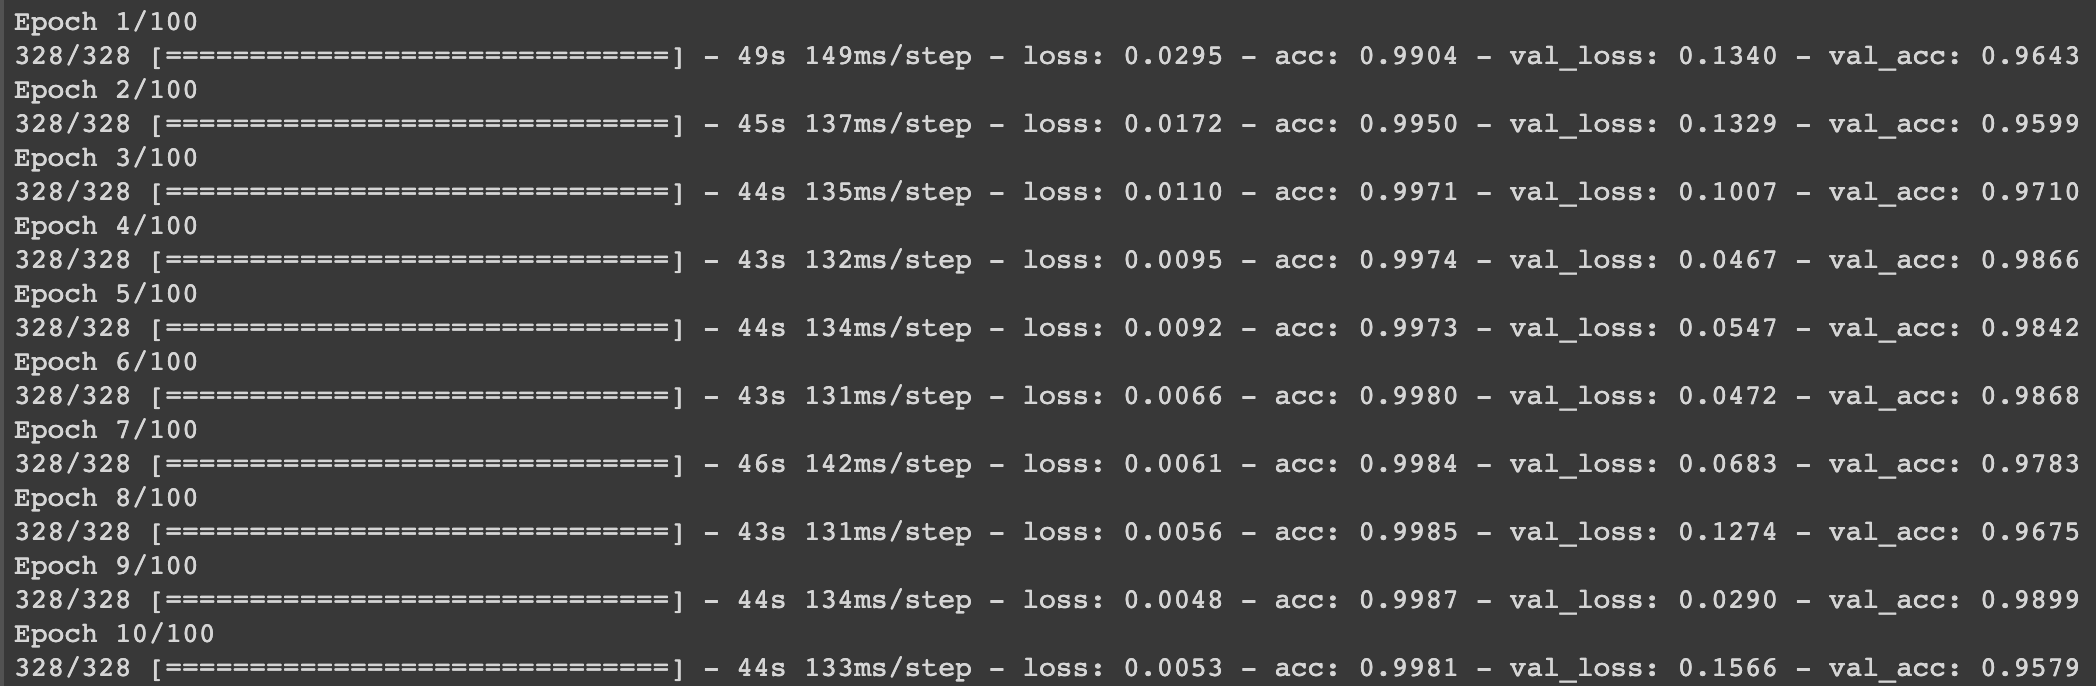 Epoch 1/100
328/328 [==============================] - 49s 149ms/step - loss: 0.0295 - acc: 0.9904 - val_loss: 0.1340 - val_acc: 0.9643
Epoch 2/100
328/328 [==============================] - 45s 137ms/step - loss: 0.0172 - acc: 0.9950 - val_loss: 0.1329 - val_acc: 0.9599
Epoch 3/100
328/328 [==============================] - 44s 135ms/step - loss: 0.0110 - acc: 0.9971 - val_loss: 0.1007 - val_acc: 0.9710
Epoch 4/100
328/328 [==============================] - 43s 132ms/step - loss: 0.0095 - acc: 0.9974 - val_loss: 0.0467 - val_acc: 0.9866
Epoch 5/100
328/328 [==============================] - 44s 134ms/step - loss: 0.0092 - acc: 0.9973 - val_loss: 0.0547 - val_acc: 0.9842
Epoch 6/100
328/328 [==============================] - 43s 131ms/step - loss: 0.0066 - acc: 0.9980 - val_loss: 0.0472 - val_acc: 0.9868
Epoch 7/100
328/328 [==============================] - 46s 142ms/step - loss: 0.0061 - acc: 0.9984 - val_loss: 0.0683 - val_acc: 0.9783
Epoch 8/100
328/328 [==============================] - 43s 131ms/step - loss: 0.0056 - acc: 0.9985 - val_loss: 0.1274 - val_acc: 0.9675
Epoch 9/100
328/328 [==============================] - 44s 134ms/step - loss: 0.0048 - acc: 0.9987 - val_loss: 0.0290 - val_acc: 0.9899
Epoch 10/100
328/328 [==============================] - 44s 133ms/step - loss: 0.0053 - acc: 0.9981 - val_loss: 0.1566 - val_acc: 0.9579